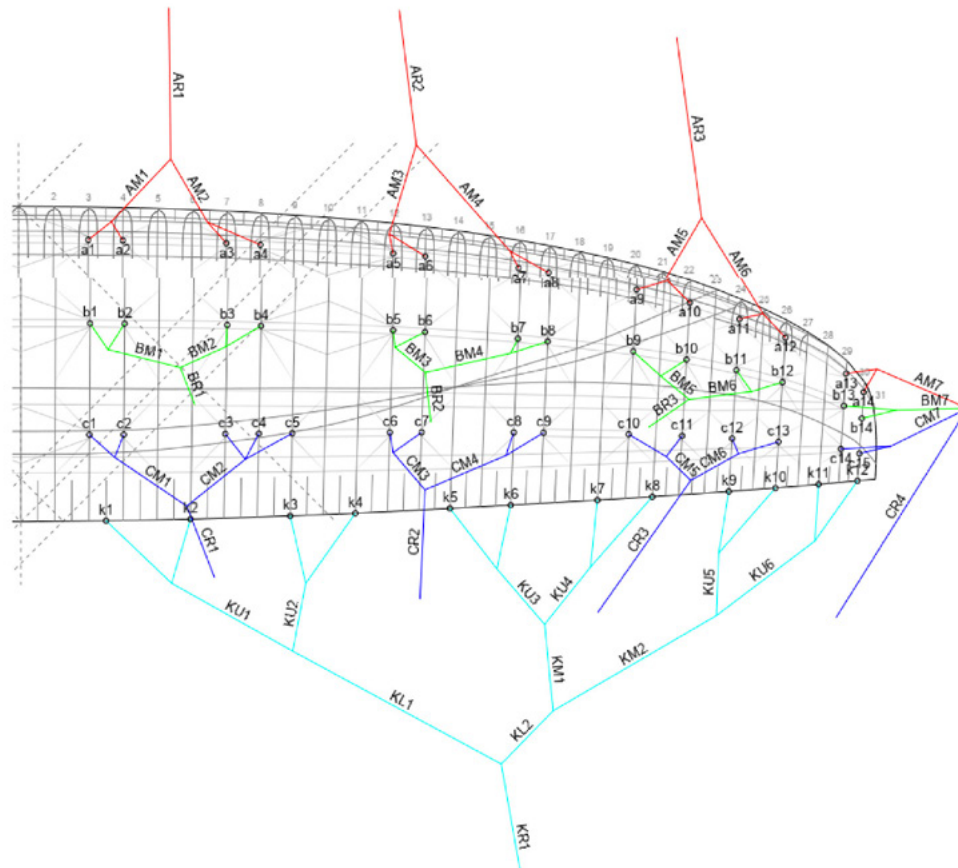 AR1
AR2
AR3
AM1
AM2
AM3
AM4
AM5
AM6
1 2 3 4 5 6 7 8 9 10 11 12 13 14 15 16 17 18 19 20 21 22 23 24 25 26 27 28 29 31
a1 a2 a3 a4 a5 a6 a7 a8 a9 a10 a11 a12 a13 a14
AM7
b1 b2 b3 b4 b5 b6 b7 b8 b9 b10 b11 b12 b13 b14
BM1 BM2 BM3 BM4 BM5 BM6 BM7
BR1 BR2 BR3
CM7
c1 c2 c3 c4 c5 c6 c7 c8 c9 c10 c11 c12 c13 c14
CM1 CM2 CM3 CM4 CM5 CM6
k1 k2 k3 k4 k5 k6 k7 k8 k9 k10 k11 k12
CR1 CR2 CR3 CR4
KU1 KU2 KU3 KU4 KU5 KU6
KM1 KM2
KL1 KL2
KR1